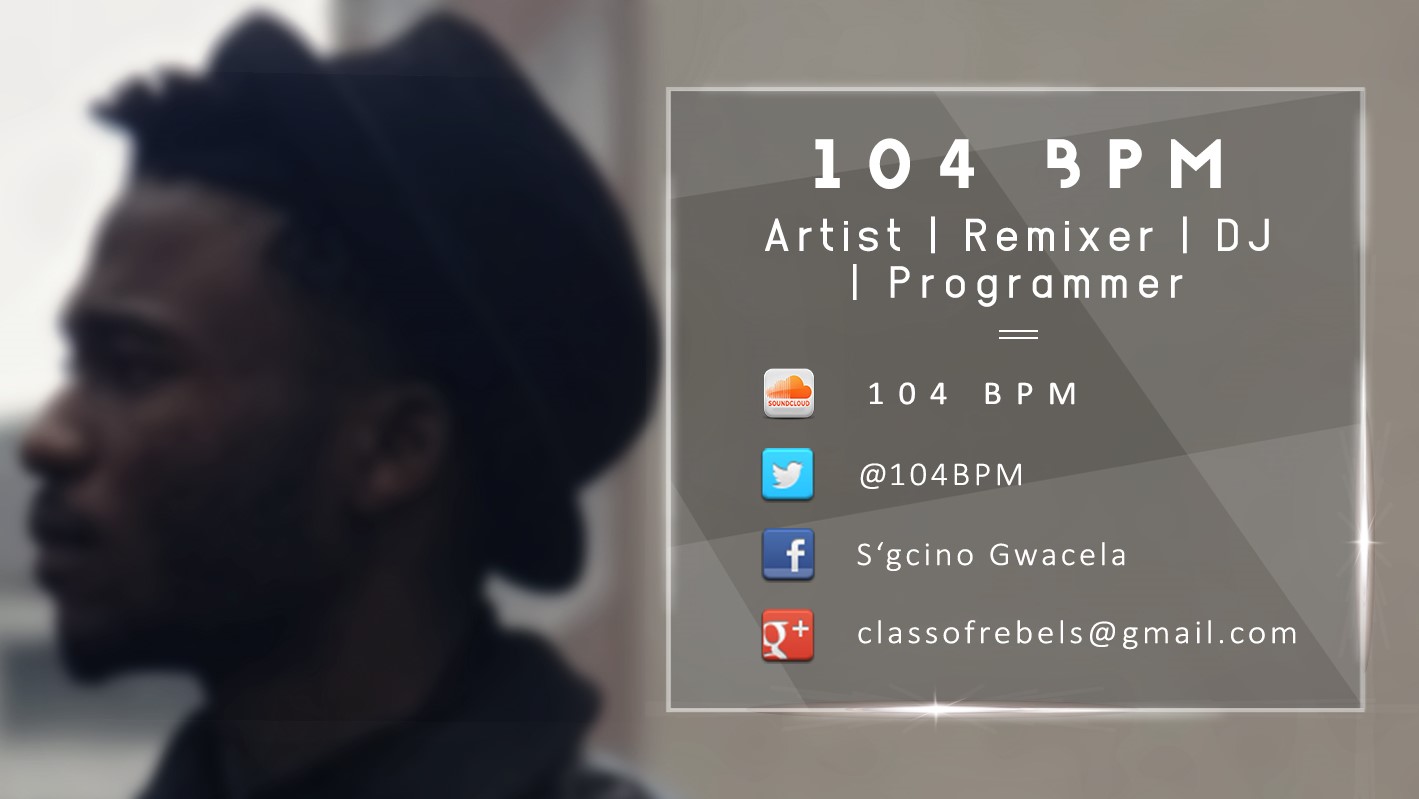 104 BPM
Artist | Remixer | DJ
| Programmer
SOUNDCLOUD
104 BPM
@104BPM
f
S‘gcino Gwacela
g+
classofrebels@gmail.com